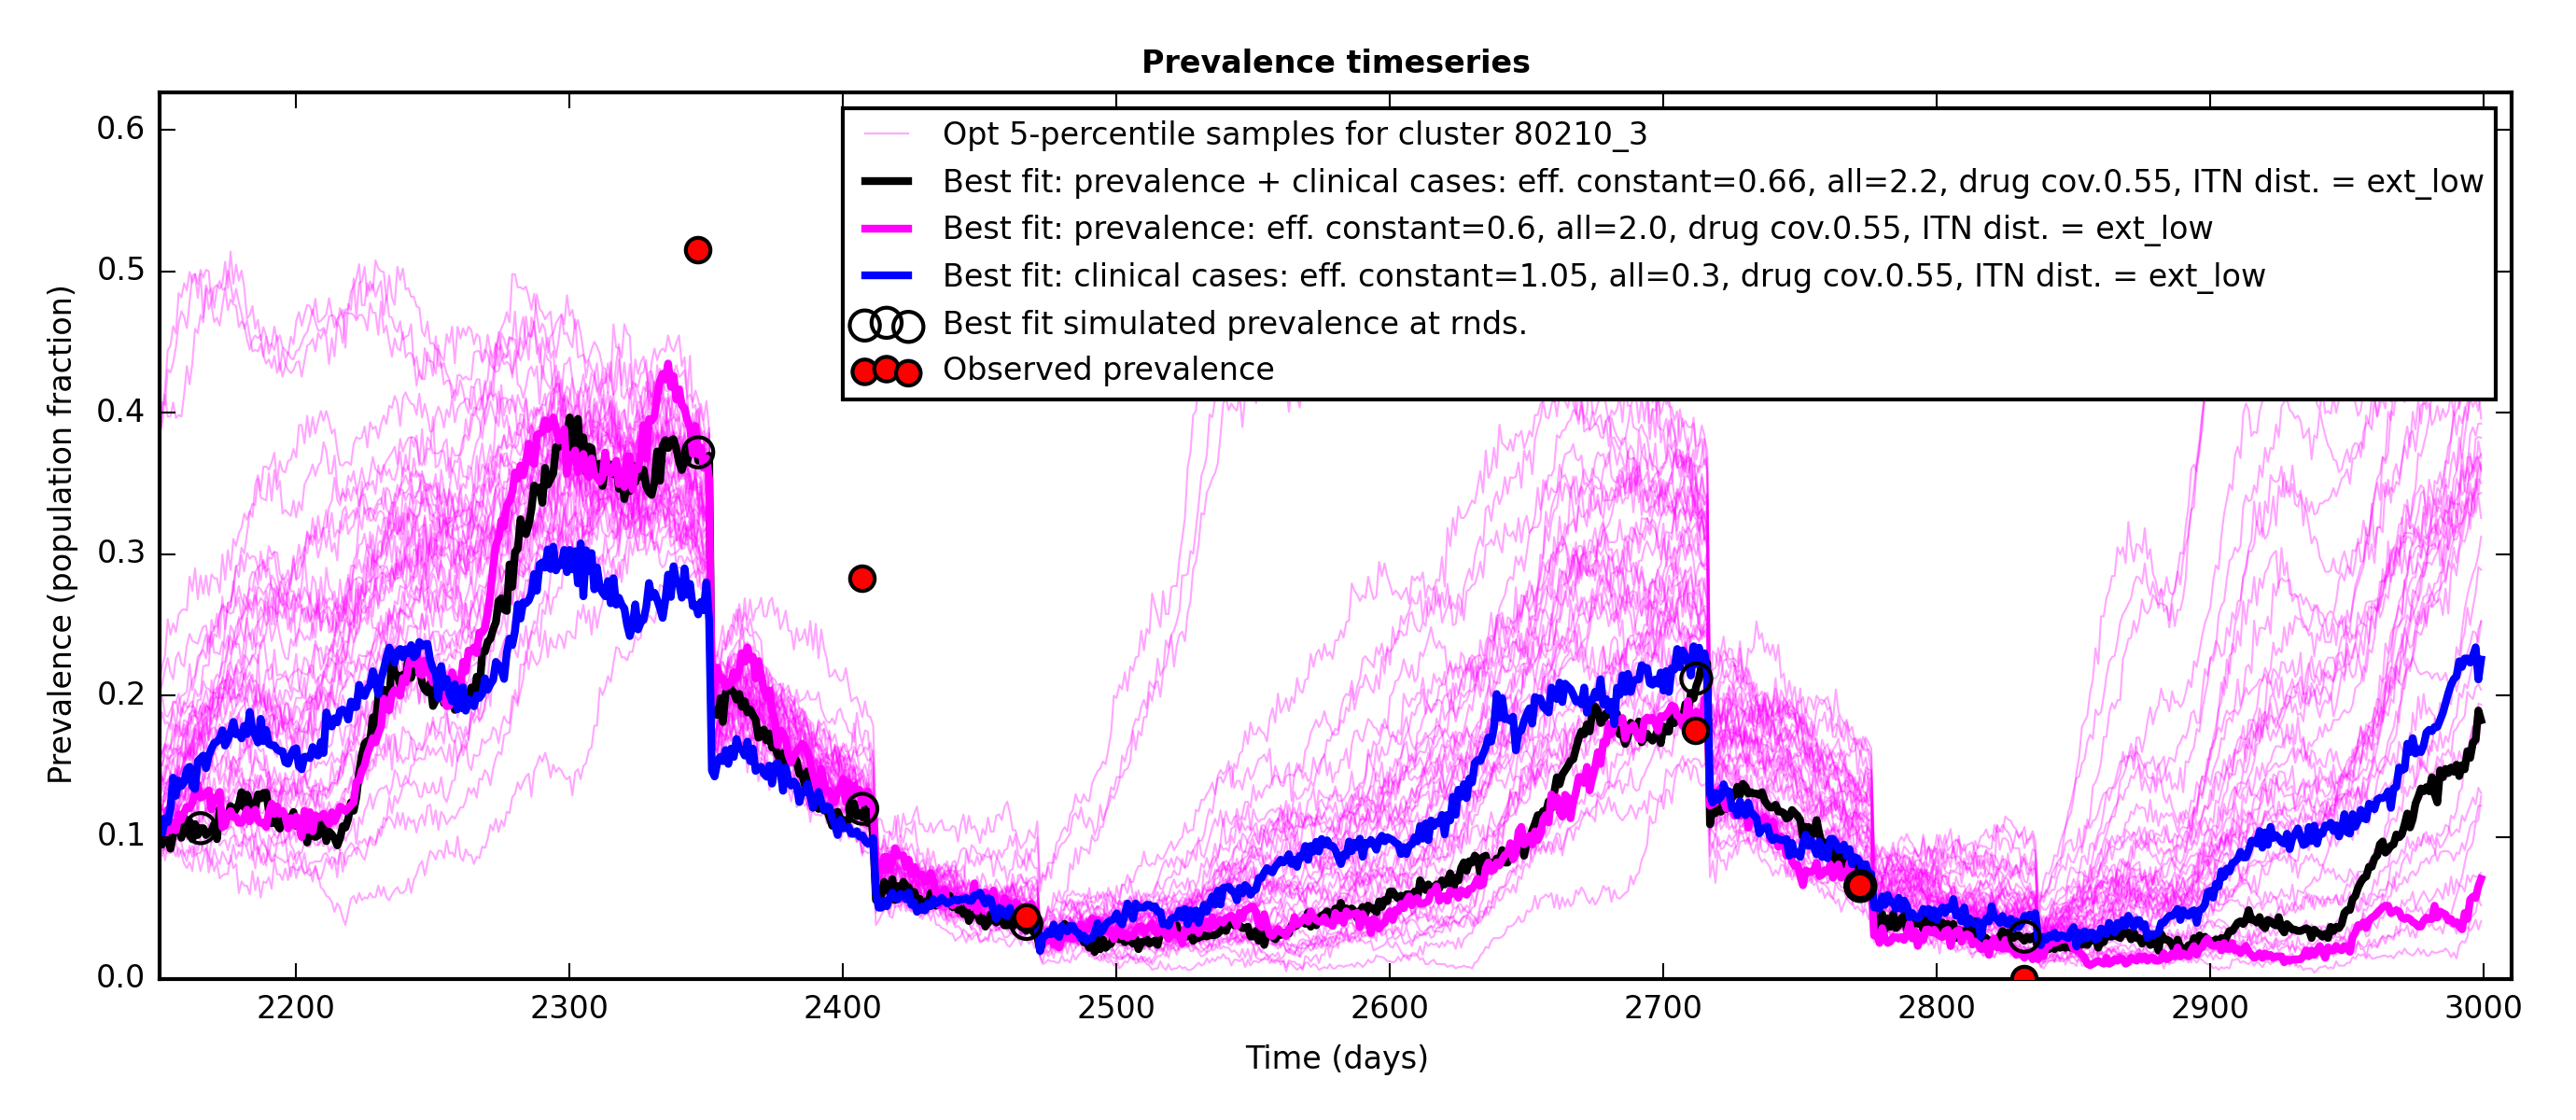 Prevalence timeseries
Opt 5-percentile samples for cluster 80210_3
Best fit: prevalence + clinical cases: eff. constant=0.66, all=2.2, drug cov.0.55, ITN dist. = ext_low
Best fit: prevalence: eff. constant=0.6, all=2.0, drug cov.0.55, ITN dist. = ext_low
Best fit: clinical cases: eff. constant=1.05, all=0.3, drug cov.0.55, ITN dist. = ext_low
Best fit simulated prevalence at rnds.
Observed prevalence
Prevalence (population fraction)
0.6
0.5
0.4
0.3
0.2
0.1
0.0
2200 2300 2400 2500 2600 2700 2800 2900 3000
Time (days)